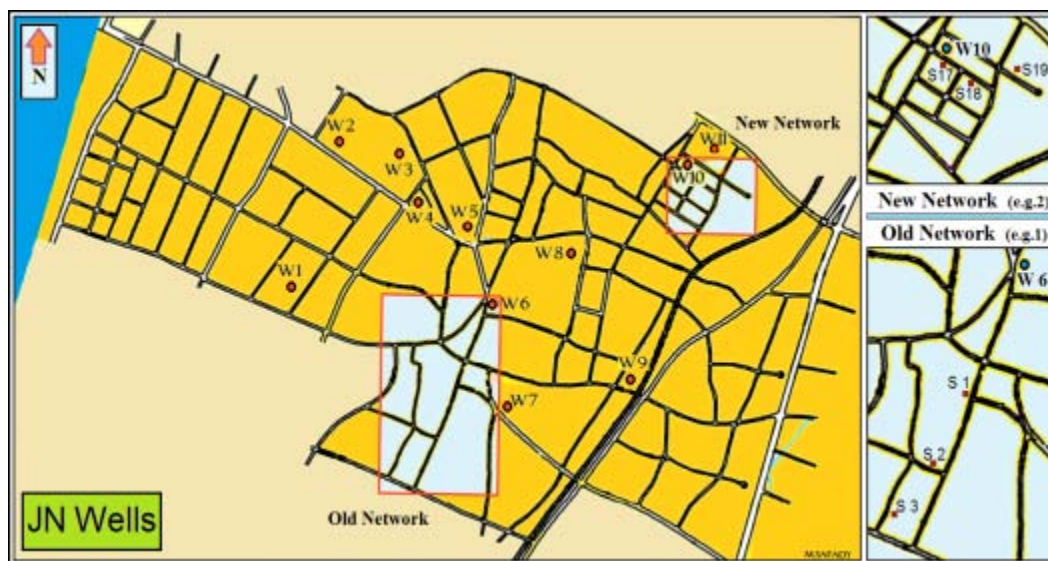 N
W2
W3
W4
W5
W1
W6
W8
W9
W7
W11
W10
New Network
Old Network
JN Wells
W10
S17
S18
S19
New Network (e.g.2)
Old Network (e.g.1)
W 6
S 1
S 2
S 3